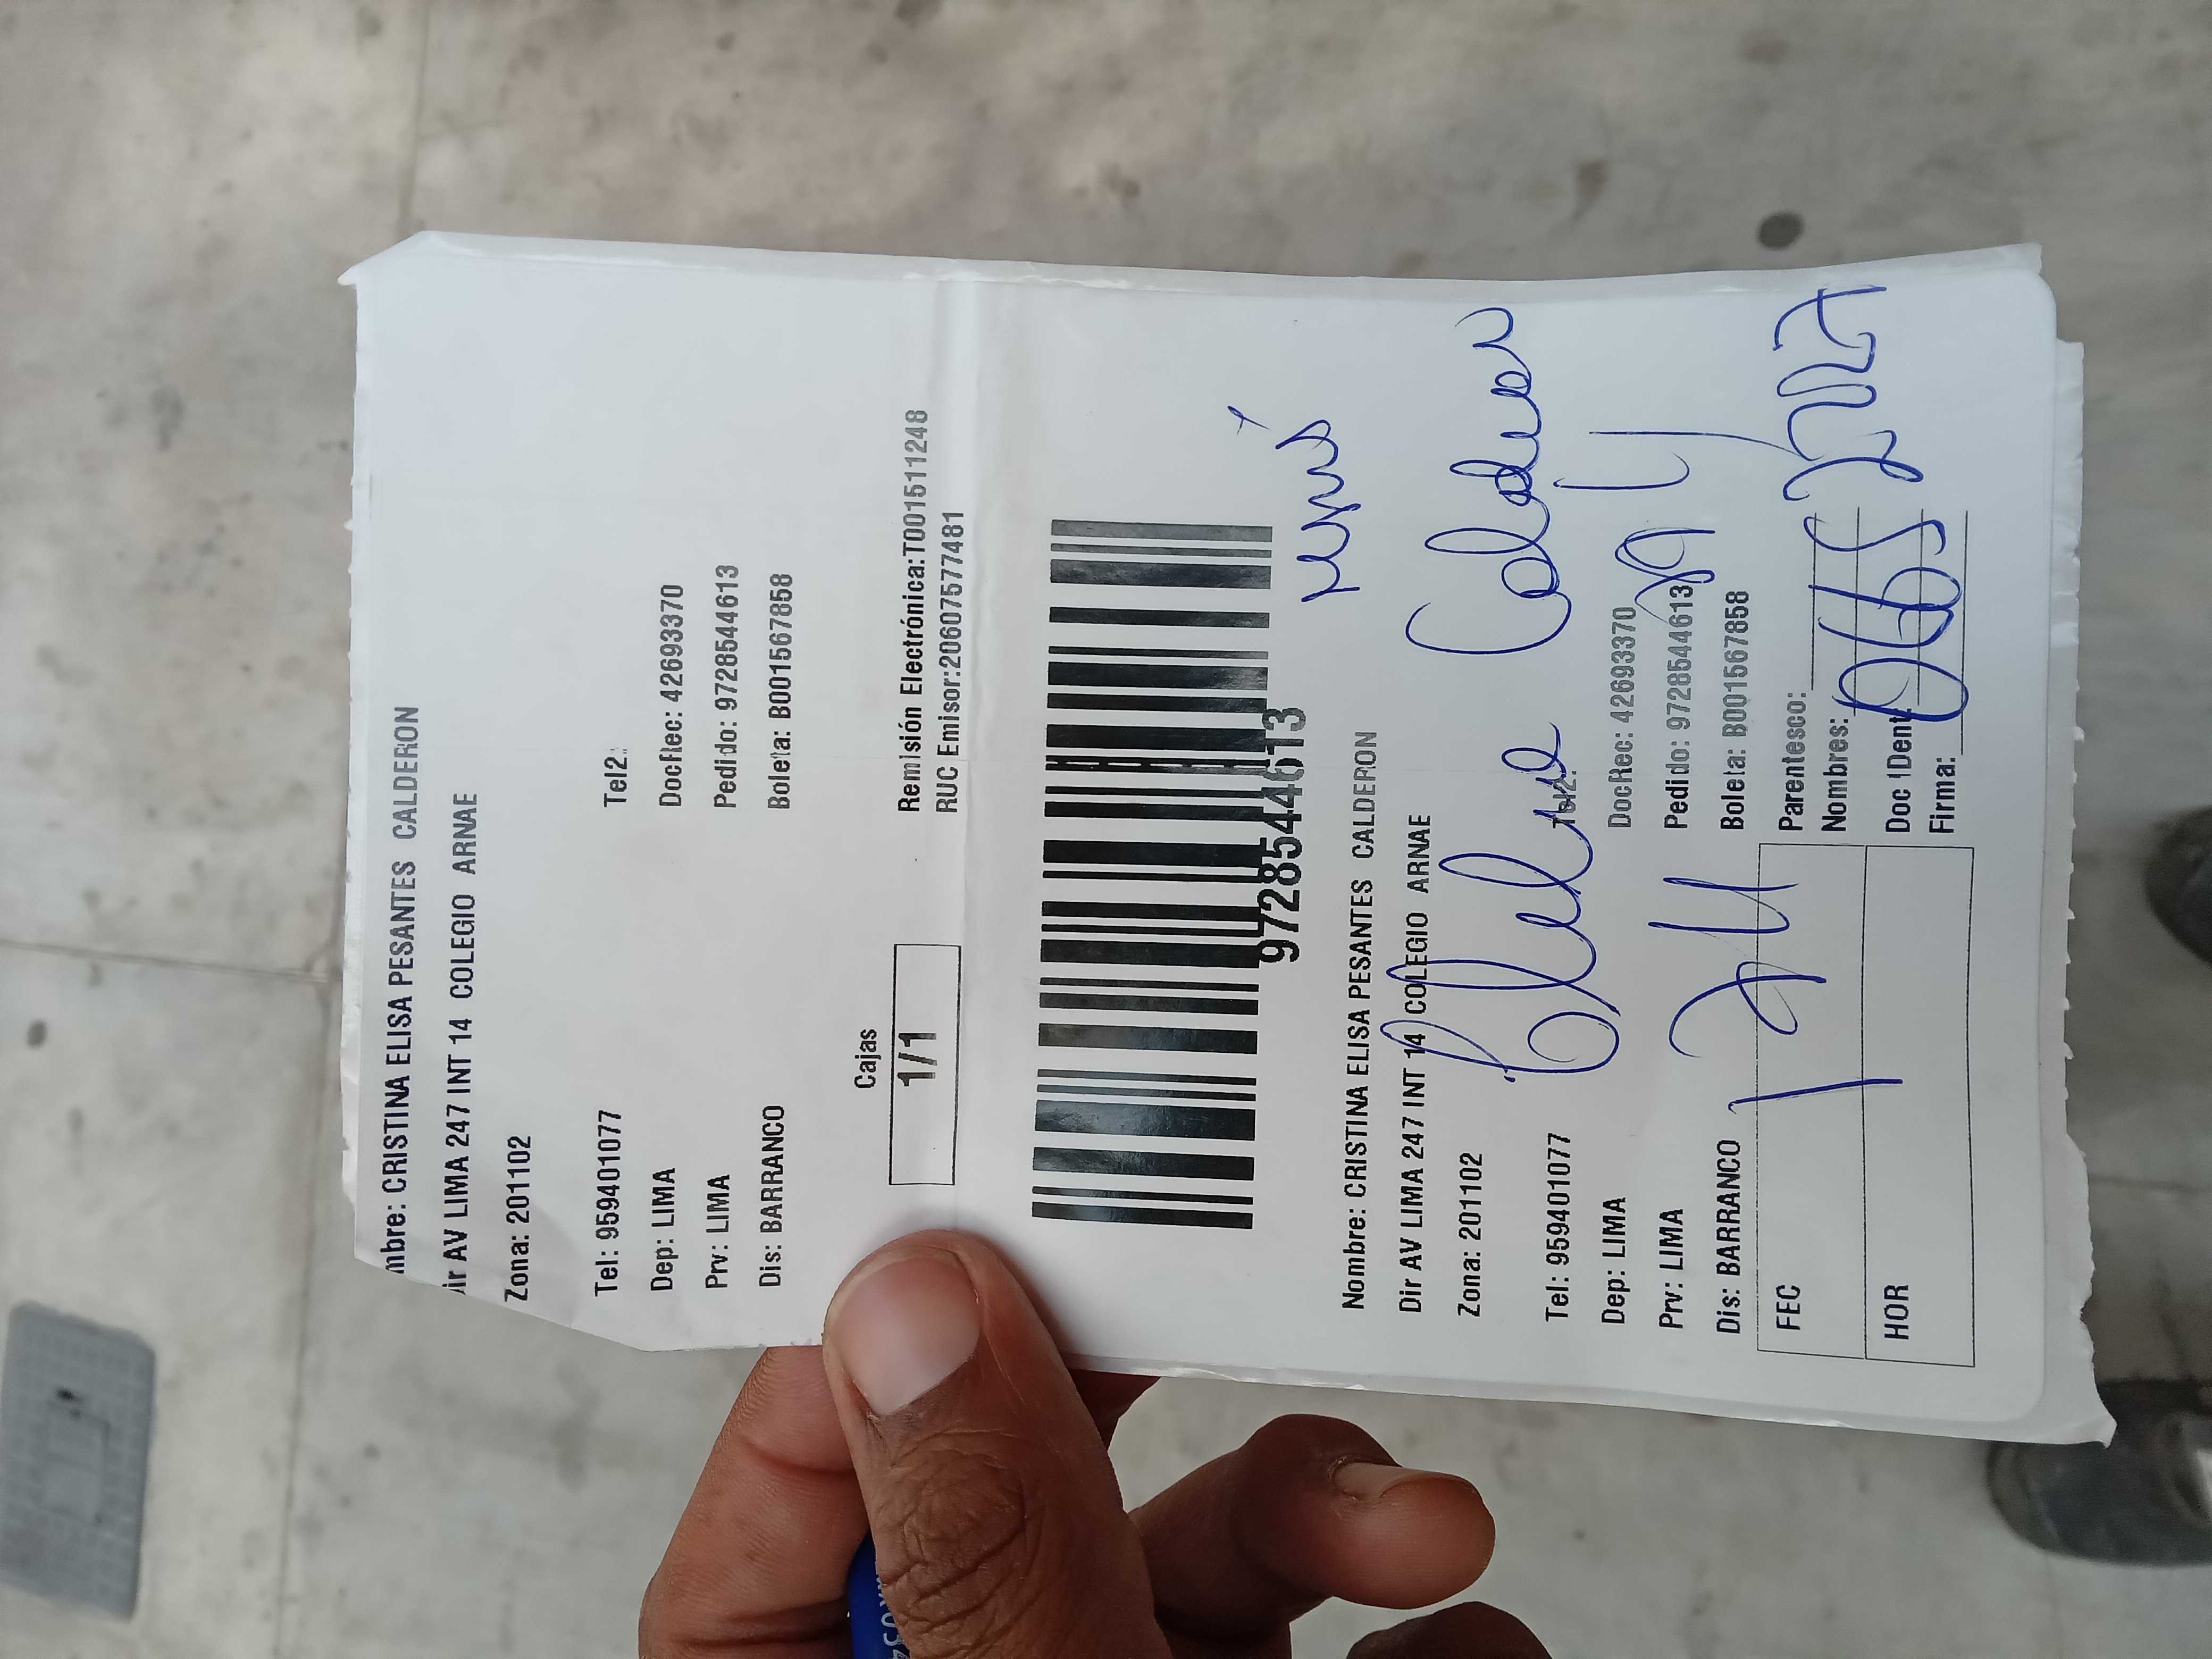 mbre: CRISTINA ELISA PESANTES CALDERON
ir AV LIMA 247 INT 14 COLEGIO ARNAE
Zona: 201102
Tel: 959401077 Tel2:
Dep: LIMA DocRec: 42693370
Prv: LIMA Pedido: 9728544613
Dis: BARRANCO Boleta: B001567858
Cajas
1/1
Remisión Electrónica:T001511248
RUC Emisor:20607577481
9728544613
Nombre: CRISTINA ELISA PESANTES CALDERON
Dir AV LIMA 247 INT 14 COLEGIO ARNAE
Zona: 201102
Tel: 959401077 Tel2:
Dep: LIMA DocRec: 42693370
Prv: LIMA Pedido: 9728544613
Dis: BARRANCO Boleta: B001567858
FEC Parentesco:
Nombres:
HOR Doc IDent
Firma: